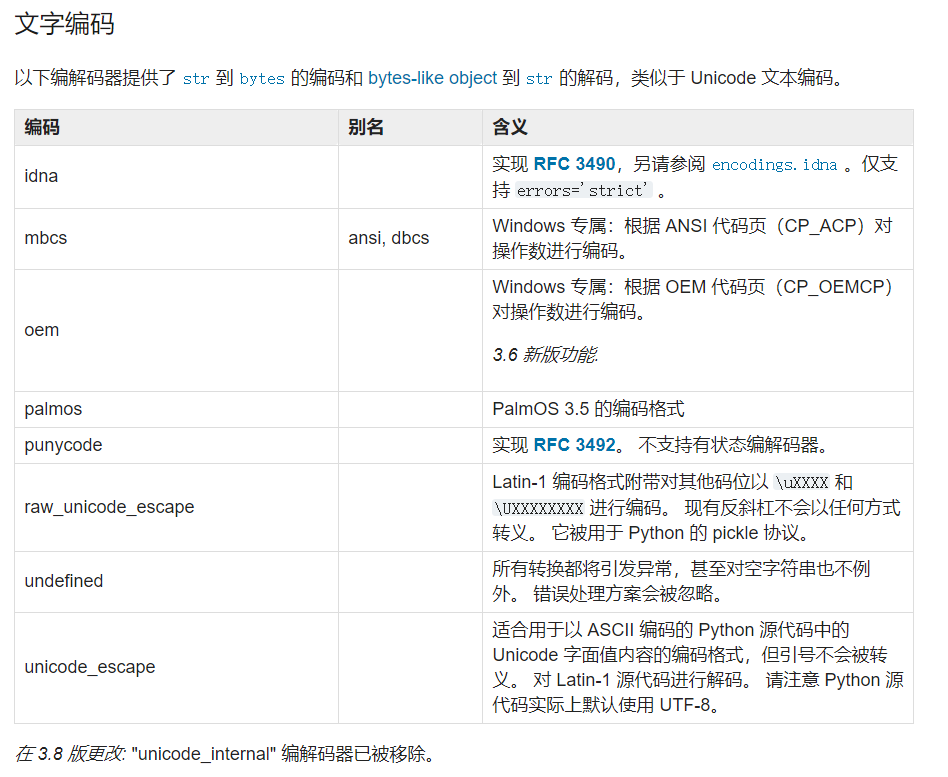 文字编码
以下编解码器提供了 str 到 bytes 的编码和 bytes-like object 到 str 的解码，类似于 Unicode 文本编码。
编码 别名 含义
idna
实现 RFC 3490，另请参阅 encodings.idna 。仅支
持 errors='strict' 。
mbcs
ansi, dbcs
Windows 专属：根据 ANSI 代码页（CP_ACP）对
操作数进行编码。
oem
Windows 专属：根据 OEM 代码页（CP_OEMCP）
对操作数进行编码。
3.6 新版功能.
palmos
PalmOS 3.5 的编码格式
punycode
实现 RFC 3492。 不支持有状态编解码器。
raw_unicode_escape
Latin-1 编码格式附带对其他码位以 \uXXXX 和
\UXXXXXXXX 进行编码。 现有反斜杠不会以任何方式
转义。 它被用于 Python 的 pickle 协议。
undefined
所有转换都将引发异常，甚至对空字符串也不例
外。 错误处理方案会被忽略。
unicode_escape
适合用于以 ASCII 编码的 Python 源代码中的
Unicode 字面值内容的编码格式，但引号不会被转
义。 对 Latin-1 源代码进行解码。 请注意 Python 源
代码实际上默认使用 UTF-8。
在 3.8 版更改: "unicode_internal" 编解码器已被移除。